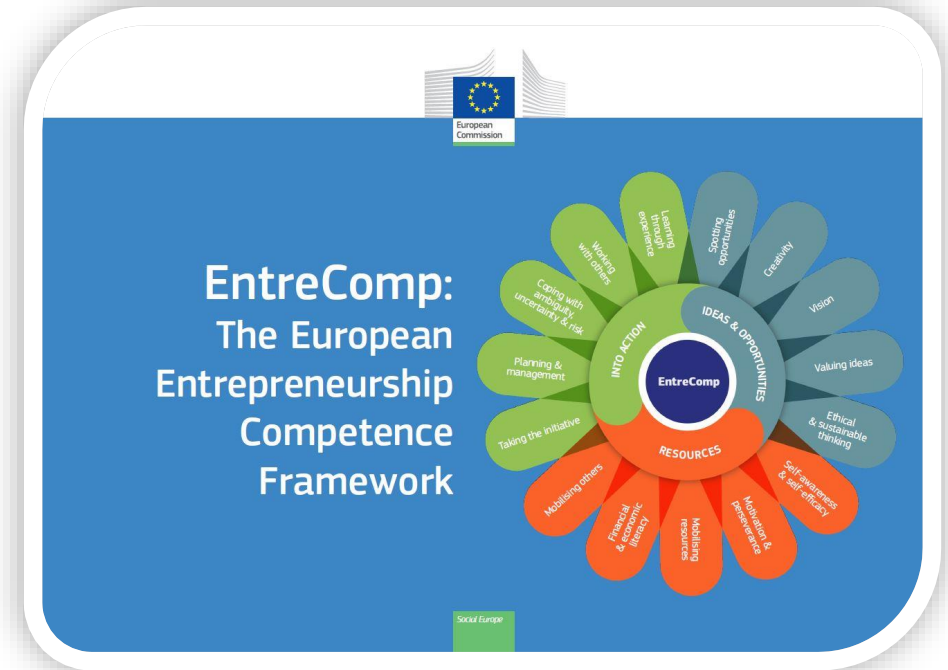 European
Commission
EntreComp:
The European
Entrepreneurship
Competence
Framework
Learning
through
experience
Spotting
opportunities
Creativity
Vision
Valuing ideas
Ethical
& sustainable
thinking
Self-awareness
& self-efficacy
Motivation &
perseverance
Mobilising
resources
Financial
& economic
literacy
Mobilising others
Taking the initiative
Planning &
management
Coping with
ambiguity,
uncertainty & risk
Working
with others
INTO ACTION
IDEAS & OPPORTUNITIES
RESOURCES
EntreComp
Social Europe